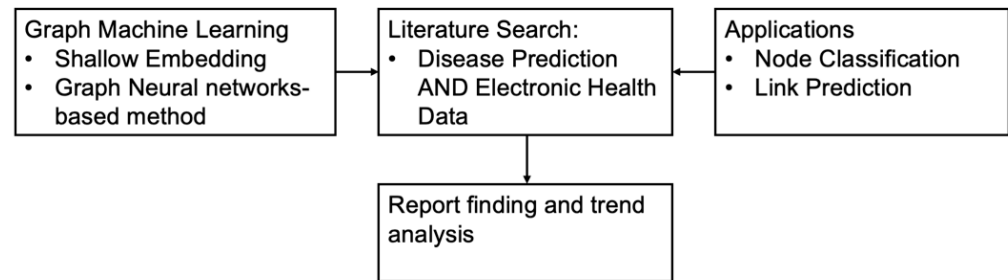 Graph Machine Learning
• Shallow Embedding
• Graph Neural networks-
based method
Literature Search:
• Disease Prediction
AND Electronic Health
Data
Applications
• Node Classification
• Link Prediction
Report finding and trend
analysis